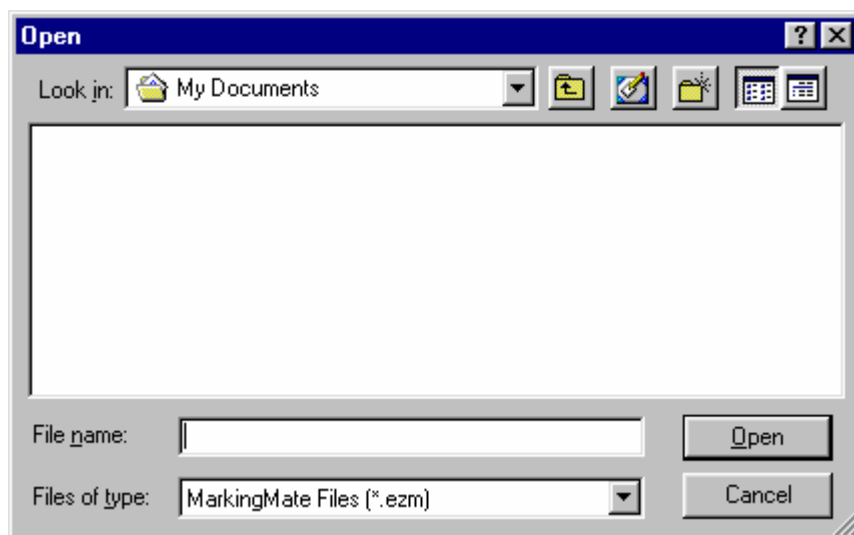 Open
Look in: My Documents
File name: Open
Files of type: MarkingMate Files (*.ezm) Cancel